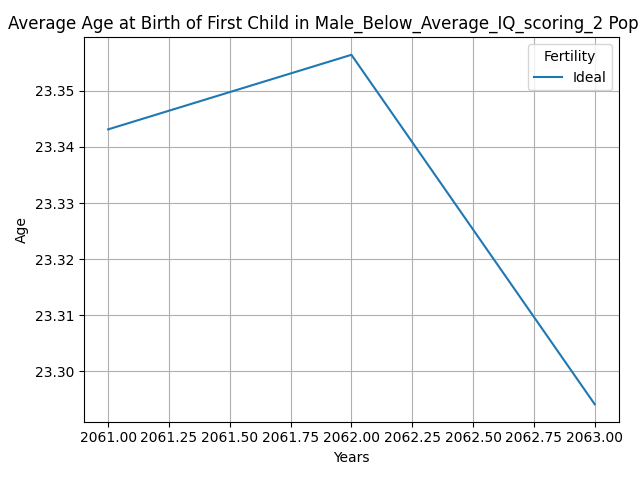 Average Age at Birth of First Child in Male_Below_Average_IQ_scoring_2 Pop
Fertility
Ideal
23.35
23.34
23.33
23.32
23.31
23.30
Age
2061.00 2061.25 2061.50 2061.75 2062.00 2062.25 2062.50 2062.75 2063.00
Years